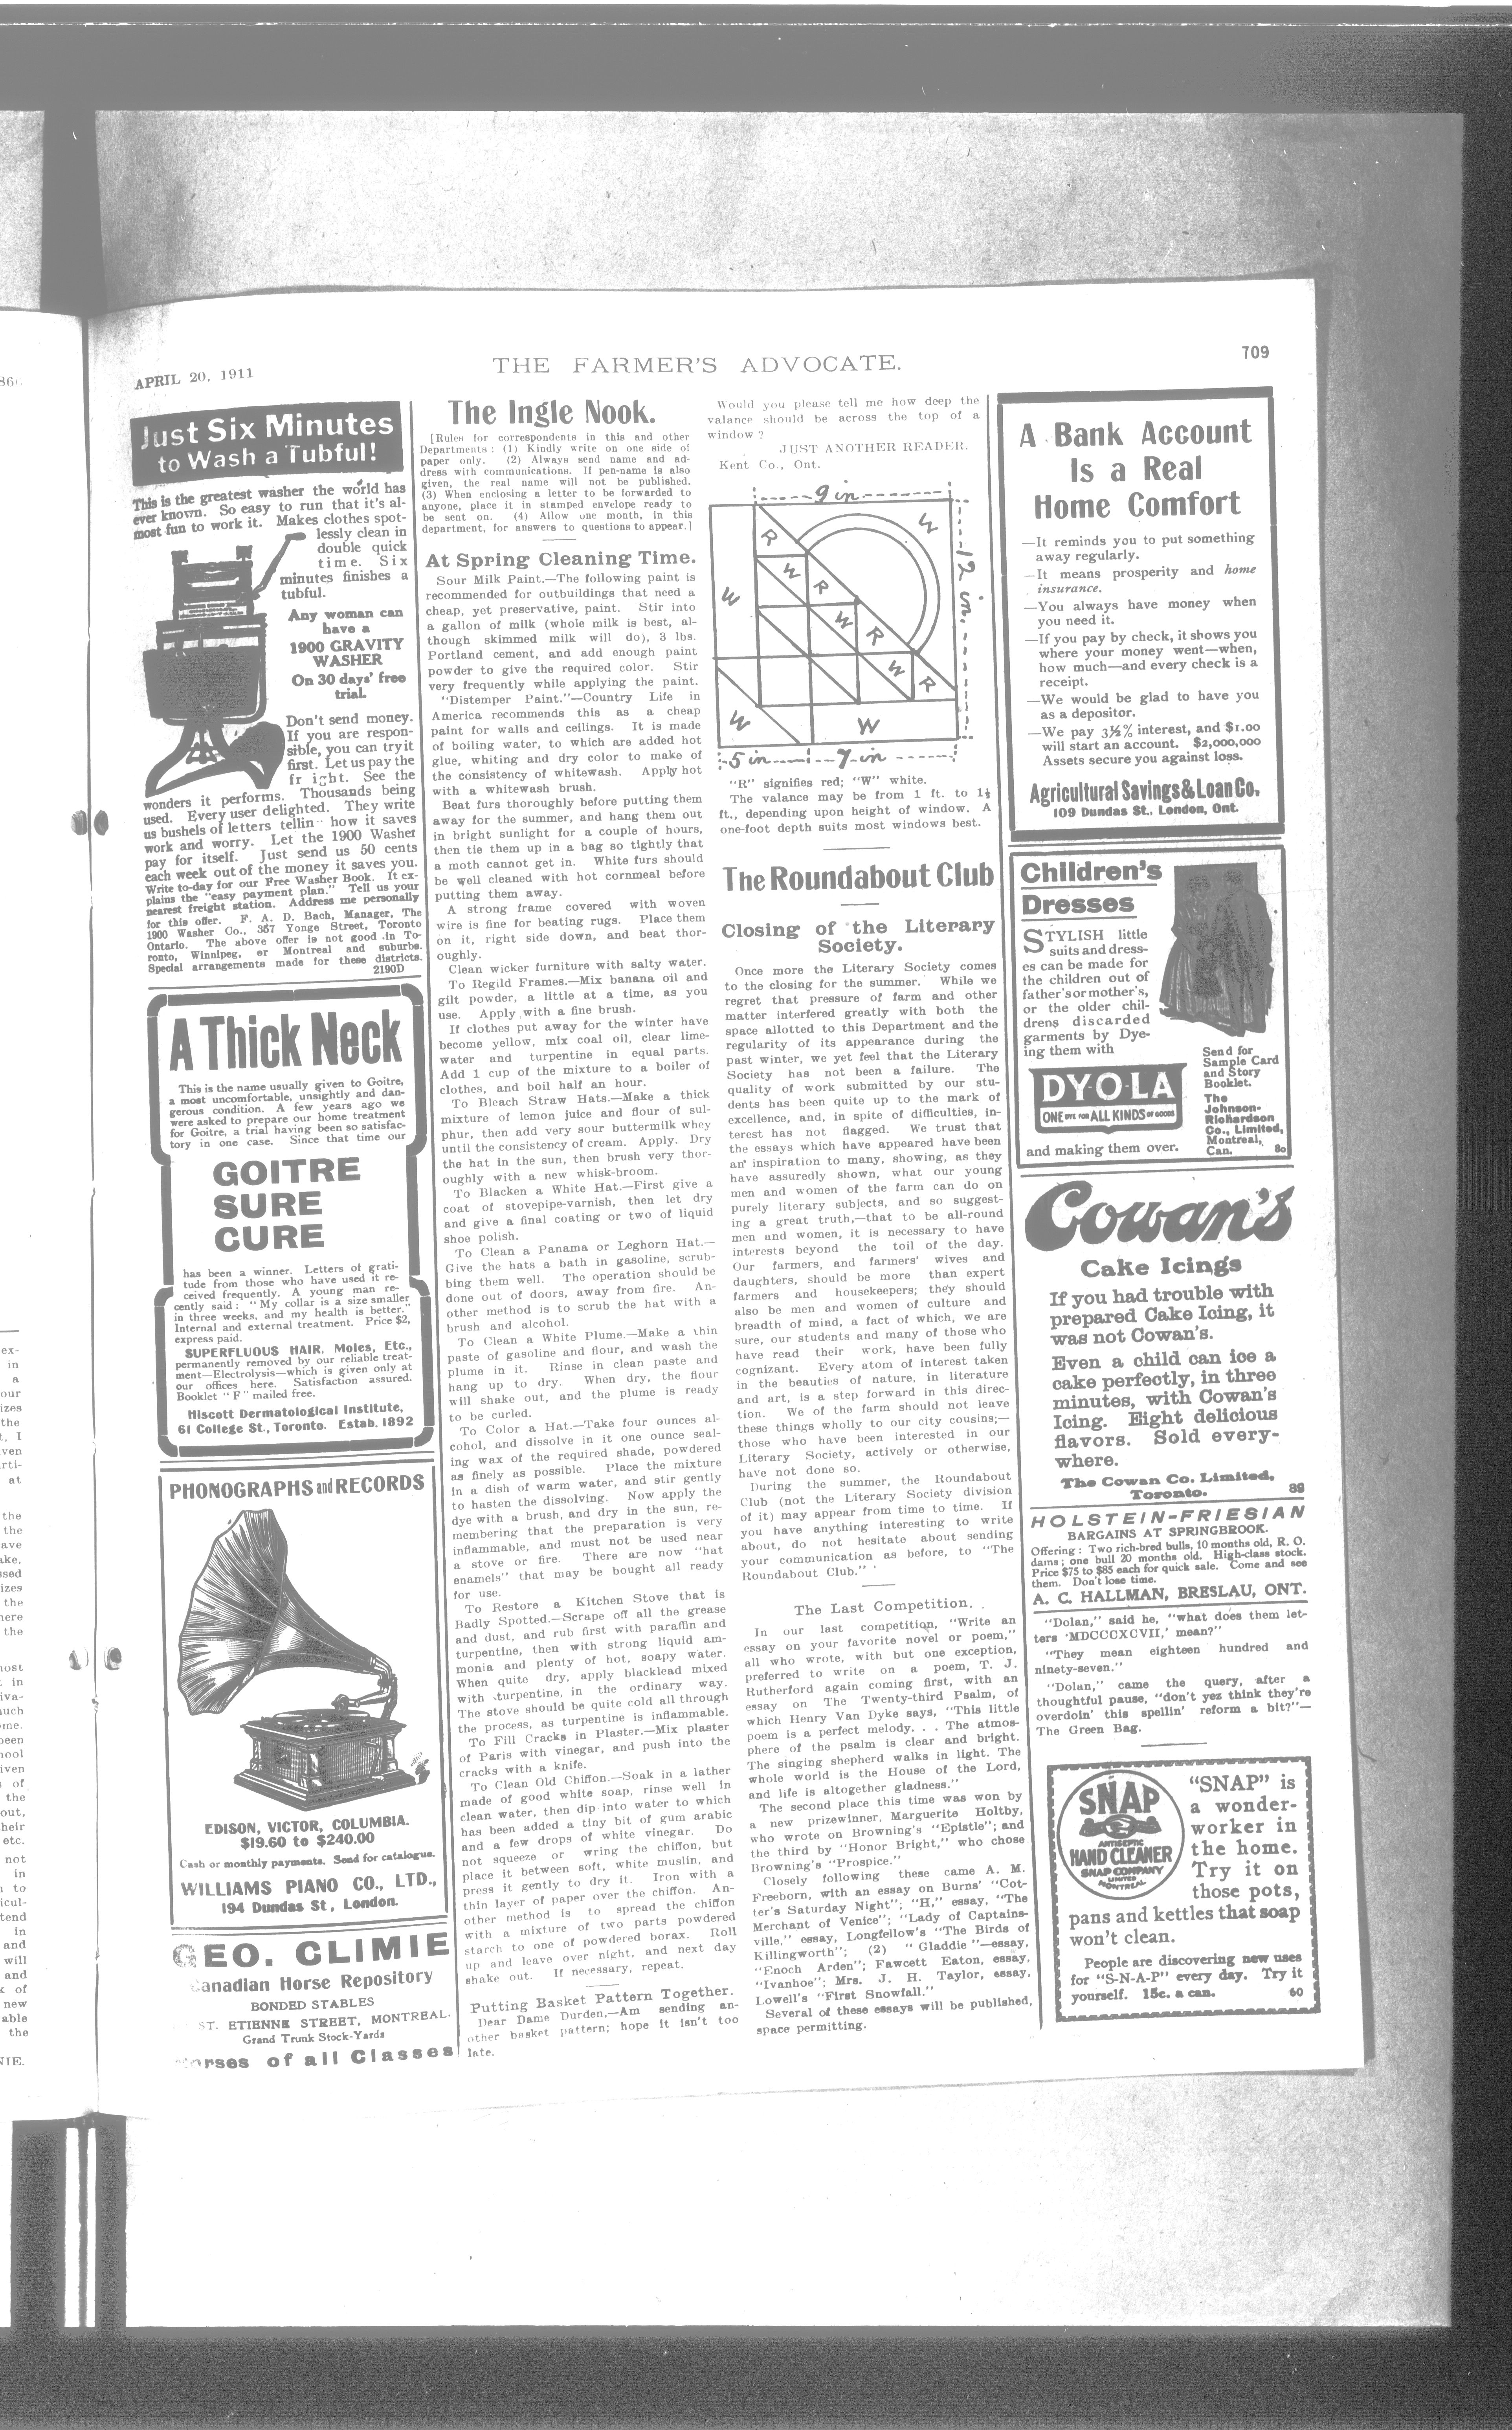 APRIL 20, 1911
THE FARMER'S ADVOCATE.
709
Just Six Minutes
to Wash a Tubful!
This is the greatest washer the world has
ever known. So easy to run that it's al-
most fun to work it. Makes clothes spot-
lessly clean in
double quick
time. Six
minutes finishes a
tubful.
Any woman can
have a
1900 GRAVITY
WASHER
On 30 days' free
trial.
Don't send money.
If you are respon-
sible, you can try it
first. Let us pay the
fr ight. See the
wonders it performs. Thousands being
used. Every user delighted. They write
us bushels of letters tellin how it saves
work and worry. Let the 1900 Washer
pay for itself. Just send us 50 cents
each week out of the money it saves you.
Write to-day for our Free Washer Book. It ex-
plains the "easy payment plan." Tell us your
nearest freight station. Address me personally
for this offer. F. A. D. Bach, Manager, The
1900 Washer Co., 357 Yonge Street, Toronto
Ontario. The above offer is not good in To-
ronto, Winnipeg, or Montreal and suburbs.
Special arrangements made for these districts.
2190D
A Thick Neck
This is the name usually given to Goitre,
a most uncomfortable, unsightly and dan-
gerous condition. A few years ago we
were asked to prepare our home treatment
for Goitre, a trial having been so satisfac-
tory in one case. Since that time our
GOITRE
SURE
CURE
has been a winner. Letters of grati-
tude from those who have used it re-
ceived frequently. A young man re-
cently said: "My collar is a size smaller
in three weeks, and my health is better."
Internal and external treatment. Price $2,
express paid.
SUPERFLUOUS HAIR, Moles, Etc.,
permanently removed by our reliable treat-
ment—Electrolysis—which is given only at
our offices here. Satisfaction assured.
Booklet "F" mailed free.
Hiscott Dermatological Institute,
61 College St., Toronto. Estab. 1892
PHONOGRAPHS and RECORDS
EDISON, VICTOR, COLUMBIA.
$19.60 to $240.00
Cash or monthly payments. Send for catalogue.
WILLIAMS PIANO CO., LTD.,
194 Dundas St, London.
GEO. CLIMIE
Canadian Horse Repository
BONDED STABLES
ST. ETIENNE STREET, MONTREAL.
Grand Trunk Stock-Yards
Horses of all Classes
The Ingle Nook.
[Rules for correspondents in this and other
Departments: (1) Kindly write on one side of
paper only. (2) Always send name and ad-
dress with communications. If pen-name is also
given, the real name will not be published.
(3) When enclosing a letter to be forwarded to
anyone, place it in stamped envelope ready to
be sent on. (4) Allow one month, in this
department, for answers to questions to appear.]
At Spring Cleaning Time.
Sour Milk Paint.—The following paint is
recommended for outbuildings that need a
cheap, yet preservative, paint. Stir into
a gallon of milk (whole milk is best, al-
though skimmed milk will do), 3 lbs.
Portland cement, and add enough paint
powder to give the required color. Stir
very frequently while applying the paint.
"Distemper Paint."—Country Life in
America recommends this as a cheap
paint for walls and ceilings. It is made
of boiling water, to which are added hot
glue, whiting and dry color to make of
the consistency of whitewash. Apply hot
with a whitewash brush.
Beat furs thoroughly before putting them
away for the summer, and hang them out
in bright sunlight for a couple of hours,
then tie them up in a bag so tightly that
a moth cannot get in. White furs should
be well cleaned with hot cornmeal before
putting them away.
A strong frame covered with woven
wire is fine for beating rugs. Place them
on it, right side down, and beat thor-
oughly.
Clean wicker furniture with salty water.
To Regild Frames.—Mix banana oil and
gilt powder, a little at a time, as you
use. Apply with a fine brush.
If clothes put away for the winter have
become yellow, mix coal oil, clear lime-
water and turpentine in equal parts.
Add 1 cup of the mixture to a boiler of
clothes, and boil half an hour.
To Bleach Straw Hats.—Make a thick
mixture of lemon juice and flour of sul-
phur, then add very sour buttermilk whey
until the consistency of cream. Apply. Dry
the hat in the sun, then brush very thor-
oughly with a new whisk-broom.
To Blacken a White Hat.—First give a
coat of stovepipe-varnish, then let dry
and give a final coating or two of liquid
shoe polish.
To Clean a Panama or Leghorn Hat.—
Give the hats a bath in gasoline, scrub-
bing them well. The operation should be
done out of doors, away from fire. An-
other method is to scrub the hat with a
brush and alcohol.
To Clean a White Plume.—Make a thin
paste of gasoline and flour, and wash the
plume in it. Rinse in clean paste and
hang up to dry. When dry, the flour
will shake out, and the plume is ready
to be curled.
To Color a Hat.—Take four ounces al-
cohol, and dissolve in it one ounce seal-
ing wax of the required shade, powdered
as finely as possible. Place the mixture
in a dish of warm water, and stir gently
to hasten the dissolving. Now apply the
dye with a brush, and dry in the sun, re-
membering that the preparation is very
inflammable, and must not be used near
a stove or fire. There are now "hat
enamels" that may be bought all ready
for use.
To Restore a Kitchen Stove that is
Badly Spotted.—Scrape off all the grease
and dust, and rub first with paraffin and
turpentine, then with strong liquid am-
monia and plenty of hot, soapy water.
When quite dry, apply blacklead mixed
with turpentine, in the ordinary way.
The stove should be quite cold all through
the process, as turpentine is inflammable.
To Fill Cracks in Plaster.—Mix plaster
of Paris with vinegar, and push into the
cracks with a knife.
To Clean Old Chiffon.—Soak in a lather
made of good white soap, rinse well in
clean water, then dip into water to which
has been added a tiny bit of gum arabic
and a few drops of white vinegar. Do
not squeeze or wring the chiffon, but
place it between soft, white muslin, and
press it gently to dry it. Iron with a
thin layer of paper over the chiffon. An-
other method is to spread the chiffon
with a mixture of two parts powdered
starch to one of powdered borax. Roll
up and leave over night, and next day
shake out. If necessary, repeat.
Putting Basket Pattern Together.
Dear Dame Durden,—Am sending an-
other basket pattern; hope it isn't too
late.
Would you please tell me how deep the
valance should be across the top of a
window?
JUST ANOTHER READER.
Kent Co., Ont.
9 in
R
W
W
R
12 in.
W
W
R
W
R
W
W
5 in
7 in
"R" signifies red; "W" white.
The valance may be from 1 ft. to 1½
ft., depending upon height of window. A
one-foot depth suits most windows best.
The Roundabout Club
Closing of the Literary
Society.
Once more the Literary Society comes
to the closing for the summer. While we
regret that pressure of farm and other
matter interfered greatly with both the
space allotted to this Department and the
regularity of its appearance during the
past winter, we yet feel that the Literary
Society has not been a failure. The
quality of work submitted by our stu-
dents has been quite up to the mark of
excellence, and, in spite of difficulties, in-
terest has not flagged. We trust that
the essays which have appeared have been
an inspiration to many, showing, as they
have assuredly shown, what our young
men and women of the farm can do on
purely literary subjects, and so suggest-
ing a great truth,—that to be all-round
men and women, it is necessary to have
interests beyond the toil of the day.
Our farmers, and farmers' wives and
daughters, should be more than expert
farmers and housekeepers; they should
also be men and women of culture and
breadth of mind, a fact of which, we are
sure, our students and many of those who
have read their work, have been fully
cognizant. Every atom of interest taken
in the beauties of nature, in literature
and art, is a step forward in this direc-
tion. We of the farm should not leave
these things wholly to our city cousins;—
those who have been interested in our
Literary Society, actively or otherwise,
have not done so.
During the summer, the Roundabout
Club (not the Literary Society division
of it) may appear from time to time. If
you have anything interesting to write
about, do not hesitate about sending
your communication as before, to "The
Roundabout Club."
The Last Competition.
In our last competition, "Write an
essay on your favorite novel or poem,"
all who wrote, with but one exception,
preferred to write on a poem, T. J.
Rutherford again coming first, with an
essay on The Twenty-third Psalm, of
which Henry Van Dyke says, "This little
poem is a perfect melody. . . The atmos-
phere of the psalm is clear and bright.
The singing shepherd walks in light. The
whole world is the House of the Lord,
and life is altogether gladness."
The second place this time was won by
a new prizewinner, Marguerite Holtby,
who wrote on Browning's "Epistle"; and
the third by "Honor Bright," who chose
Browning's "Prospice."
Closely following these came A. M.
Freeborn, with an essay on Burns' "Cot-
ter's Saturday Night"; "H," essay, "The
Merchant of Venice"; "Lady of Captains-
ville," essay, Longfellow's "The Birds of
Killingworth"; (2) "Gladdie"—essay,
"Enoch Arden"; Fawcett Eaton, essay,
"Ivanhoe"; Mrs. J. H. Taylor, essay,
Lowell's "First Snowfall."
Several of these essays will be published,
space permitting.
A Bank Account
Is a Real
Home Comfort
—It reminds you to put something
away regularly.
—It means prosperity and home
insurance.
—You always have money when
you need it.
—If you pay by check, it shows you
where your money went—when,
how much—and every check is a
receipt.
—We would be glad to have you
as a depositor.
—We pay 3½% interest, and $1.00
will start an account. $2,000,000
Assets secure you against loss.
Agricultural Savings & Loan Co.
109 Dundas St., London, Ont.
Children's
Dresses
STYLISH little
suits and dress-
es can be made for
the children out of
father's or mother's,
or the older chil-
drens discarded
garments by Dye-
ing them with
DYOLA
ONE DYE FOR ALL KINDS OF GOODS
and making them over.
Send for
Sample Card
and Story
Booklet.
The
Johnson-
Richardson
Co., Limited,
Montreal,
Can. 80
Cowan's
Cake Icings
If you had trouble with
prepared Cake Icing, it
was not Cowan's.
Even a child can ice a
cake perfectly, in three
minutes, with Cowan's
Icing. Eight delicious
flavors. Sold every-
where.
The Cowan Co. Limited,
Toronto. 89
HOLSTEIN-FRIESIAN
BARGAINS AT SPRINGBROOK.
Offering: Two rich-bred bulls, 10 months old, R. O.
dams; one bull 20 months old. High-class stock.
Price $75 to $85 each for quick sale. Come and see
them. Don't lose time.
A. C. HALLMAN, BRESLAU, ONT.
"Dolan," said he, "what does them let-
ters 'MDCCCXCVII,' mean?"
"They mean eighteen hundred and
ninety-seven."
"Dolan," came the query, after a
thoughtful pause, "don't yez think they're
overdoin' this spellin' reform a bit?"—
The Green Bag.
SNAP
ANTISEPTIC
HAND CLEANER
SNAP COMPANY
LIMITED
MONTREAL
"SNAP" is
a wonder-
worker in
the home.
Try it on
those pots,
pans and kettles that soap
won't clean.
People are discovering new uses
for "S-N-A-P" every day. Try it
yourself. 15c. a can. 60